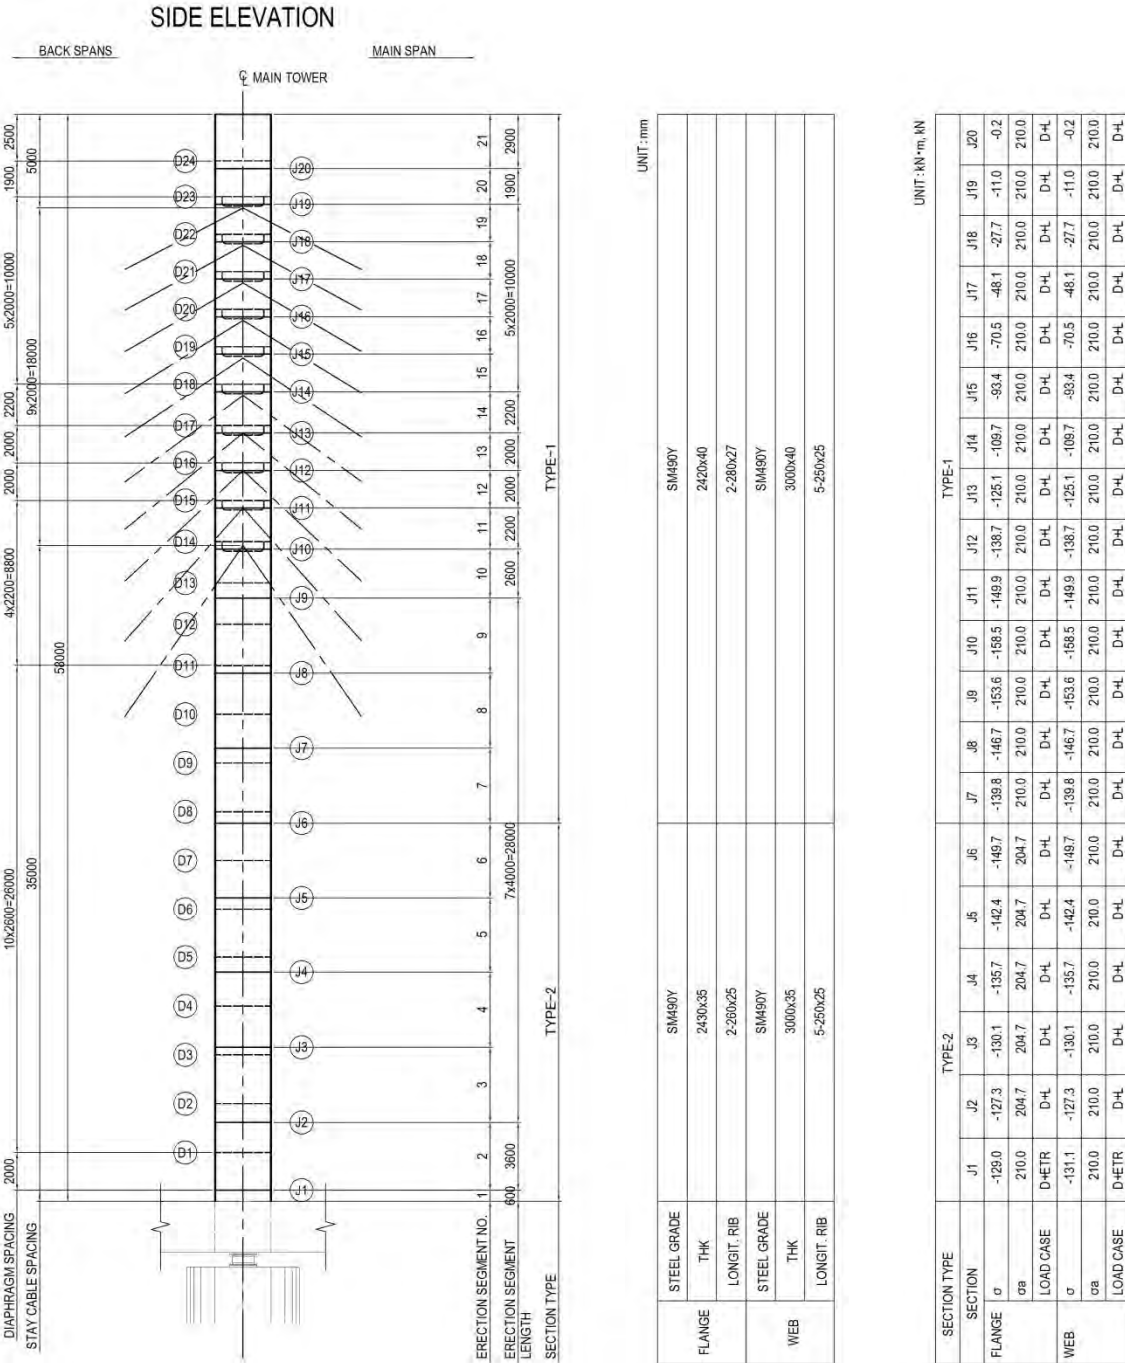 SIDE ELEVATION
BACK SPANS
MAIN SPAN
℄ MAIN TOWER
DIAPHRAGM SPACING
2000
10x2600=26000
4x2200=8800
2000
2000
2200
5x2000=10000
1900
2500
STAY CABLE SPACING
35000
9x2000=18000
5000
58000
D24
D23
D22
D21
D20
D19
D18
D17
D16
D15
D14
D13
D12
D11
D10
D9
D8
D7
D6
D5
D4
D3
D2
D1
J20
J19
J18
J17
J16
J15
J14
J13
J12
J11
J10
J9
J8
J7
J6
J5
J4
J3
J2
J1
ERECTION SEGMENT NO.
1 2 3 4 5 6 7 8 9 10 11 12 13 14 15 16 17 18 19 20 21
ERECTION SEGMENT
LENGTH
600 3600 7x4000=28000 2600 2200 2000 2000 2200 5x2000=10000 1900 2900
SECTION TYPE
TYPE-2 TYPE-1
UNIT : mm
FLANGE
STEEL GRADE SM490Y SM490Y
THK 2430x35 2420x40
LONGIT. RIB 2-260x25 2-280x27
WEB
STEEL GRADE SM490Y SM490Y
THK 3000x35 3000x40
LONGIT. RIB 5-250x25 5-250x25
UNIT : kN·m, kN
SECTION TYPE TYPE-2 TYPE-1
SECTION J1 J2 J3 J4 J5 J6 J7 J8 J9 J10 J11 J12 J13 J14 J15 J16 J17 J18 J19 J20
FLANGE
σ -129.0 -127.3 -130.1 -135.7 -142.4 -149.7 -139.8 -146.7 -153.6 -158.5 -149.9 -138.7 -125.1 -109.7 -93.4 -70.5 -48.1 -27.7 -11.0 -0.2
σa 210.0 204.7 204.7 204.7 204.7 204.7 210.0 210.0 210.0 210.0 210.0 210.0 210.0 210.0 210.0 210.0 210.0 210.0 210.0 210.0
LOAD CASE D+ETR D+L D+L D+L D+L D+L D+L D+L D+L D+L D+L D+L D+L D+L D+L D+L D+L D+L D+L D+L
WEB
σ -131.1 -127.3 -130.1 -135.7 -142.4 -149.7 -139.8 -146.7 -153.6 -158.5 -149.9 -138.7 -125.1 -109.7 -93.4 -70.5 -48.1 -27.7 -11.0 -0.2
σa 210.0 210.0 210.0 210.0 210.0 210.0 210.0 210.0 210.0 210.0 210.0 210.0 210.0 210.0 210.0 210.0 210.0 210.0 210.0 210.0
LOAD CASE D+ETR D+L D+L D+L D+L D+L D+L D+L D+L D+L D+L D+L D+L D+L D+L D+L D+L D+L D+L D+L